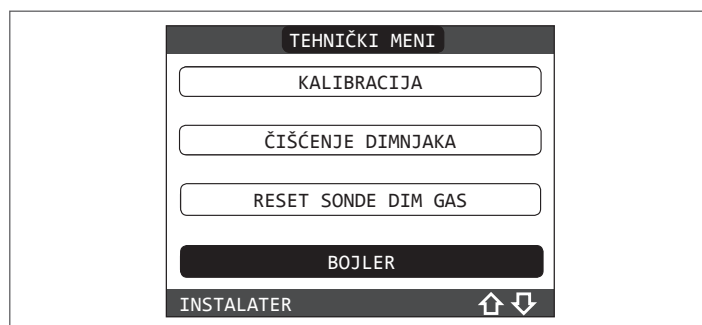 TEHNIČKI MENI
KALIBRACIJA
ČIŠĆENJE DIMNJAKA
RESET SONDE DIM GAS
BOJLER
INSTALATER